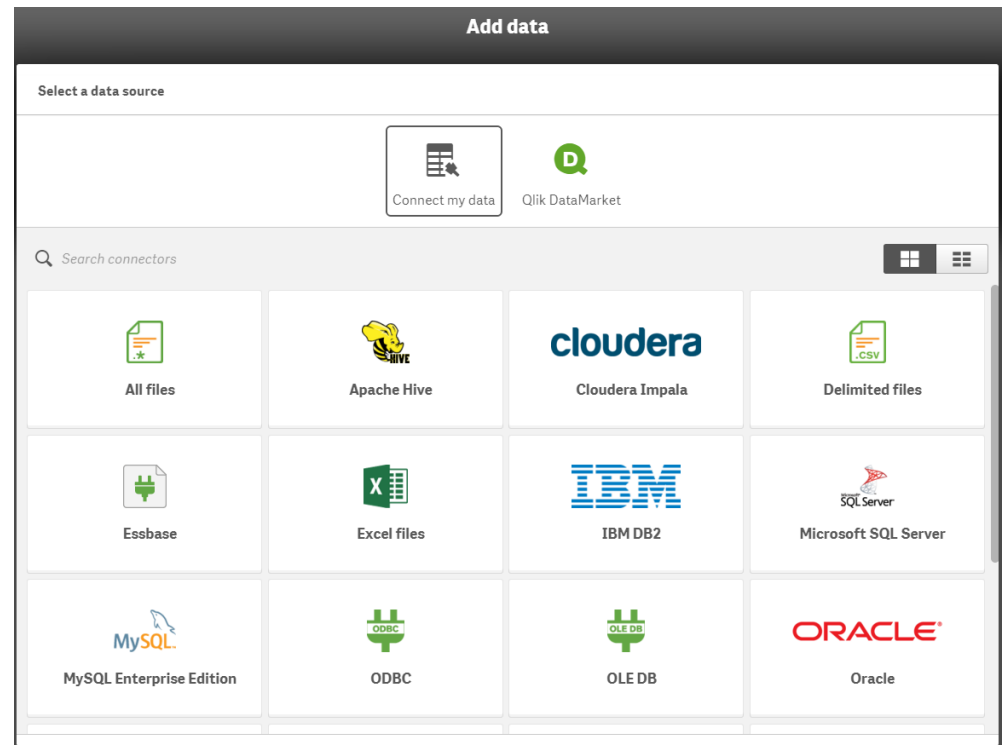 Add data
Select a data source
Connect my data
Qlik DataMarket
Search connectors
.*
All files
HIVE
Apache Hive
cloudera
Cloudera Impala
.CSV
Delimited files
Essbase
X
Excel files
IBM
IBM DB2
Microsoft
SQL Server
Microsoft SQL Server
MySQL
MySQL Enterprise Edition
ODBC
ODBC
OLE DB
OLE DB
ORACLE
Oracle